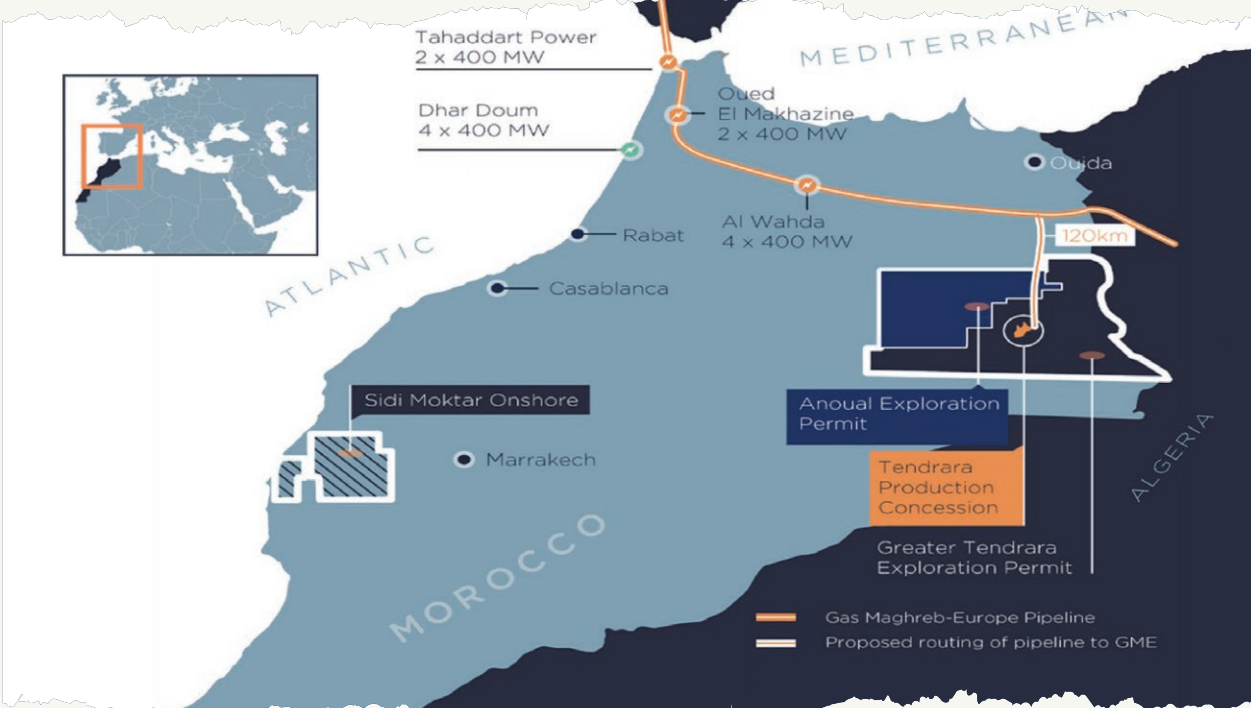 Tahaddart Power
2 x 400 MW
MEDITERRANEAN
Dhar Doum
4 x 400 MW
Oued
El Makhazine
2 x 400 MW
Oujda
Al Wahda
4 x 400 MW
120km
Rabat
ATLANTIC
Casablanca
Sidi Moktar Onshore
Anoual Exploration
Permit
Marrakech
Tendrara
Production
Concession
ALGERIA
MOROCCO
Greater Tendrara
Exploration Permit
Gas Maghreb-Europe Pipeline
Proposed routing of pipeline to GME